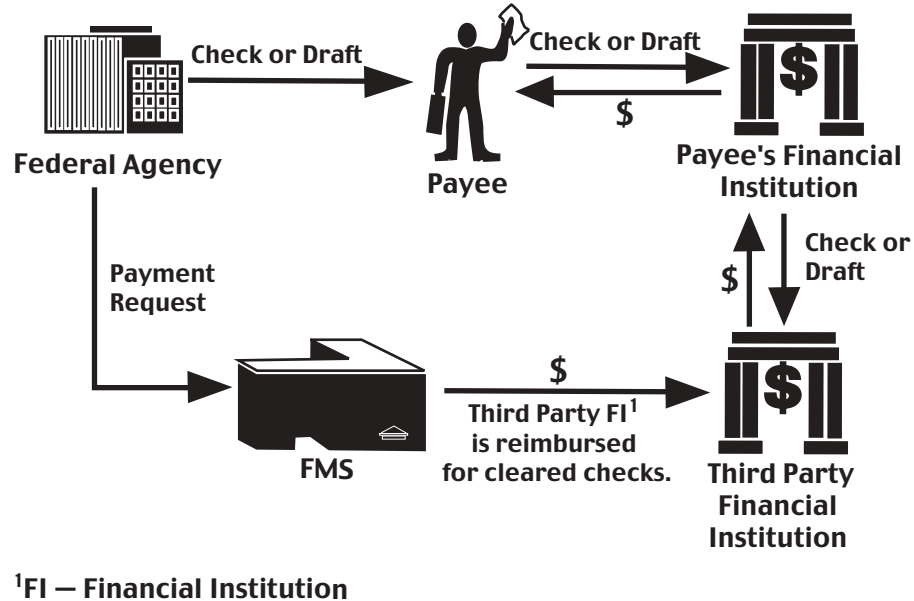 Check or Draft
Check or Draft
$
$
Federal Agency
Payee
Payee's Financial
Institution
Payment
Request
$
Check or
Draft
$
$
Third Party FI¹
is reimbursed
for cleared checks.
FMS
Third Party
Financial
Institution
¹FI — Financial Institution